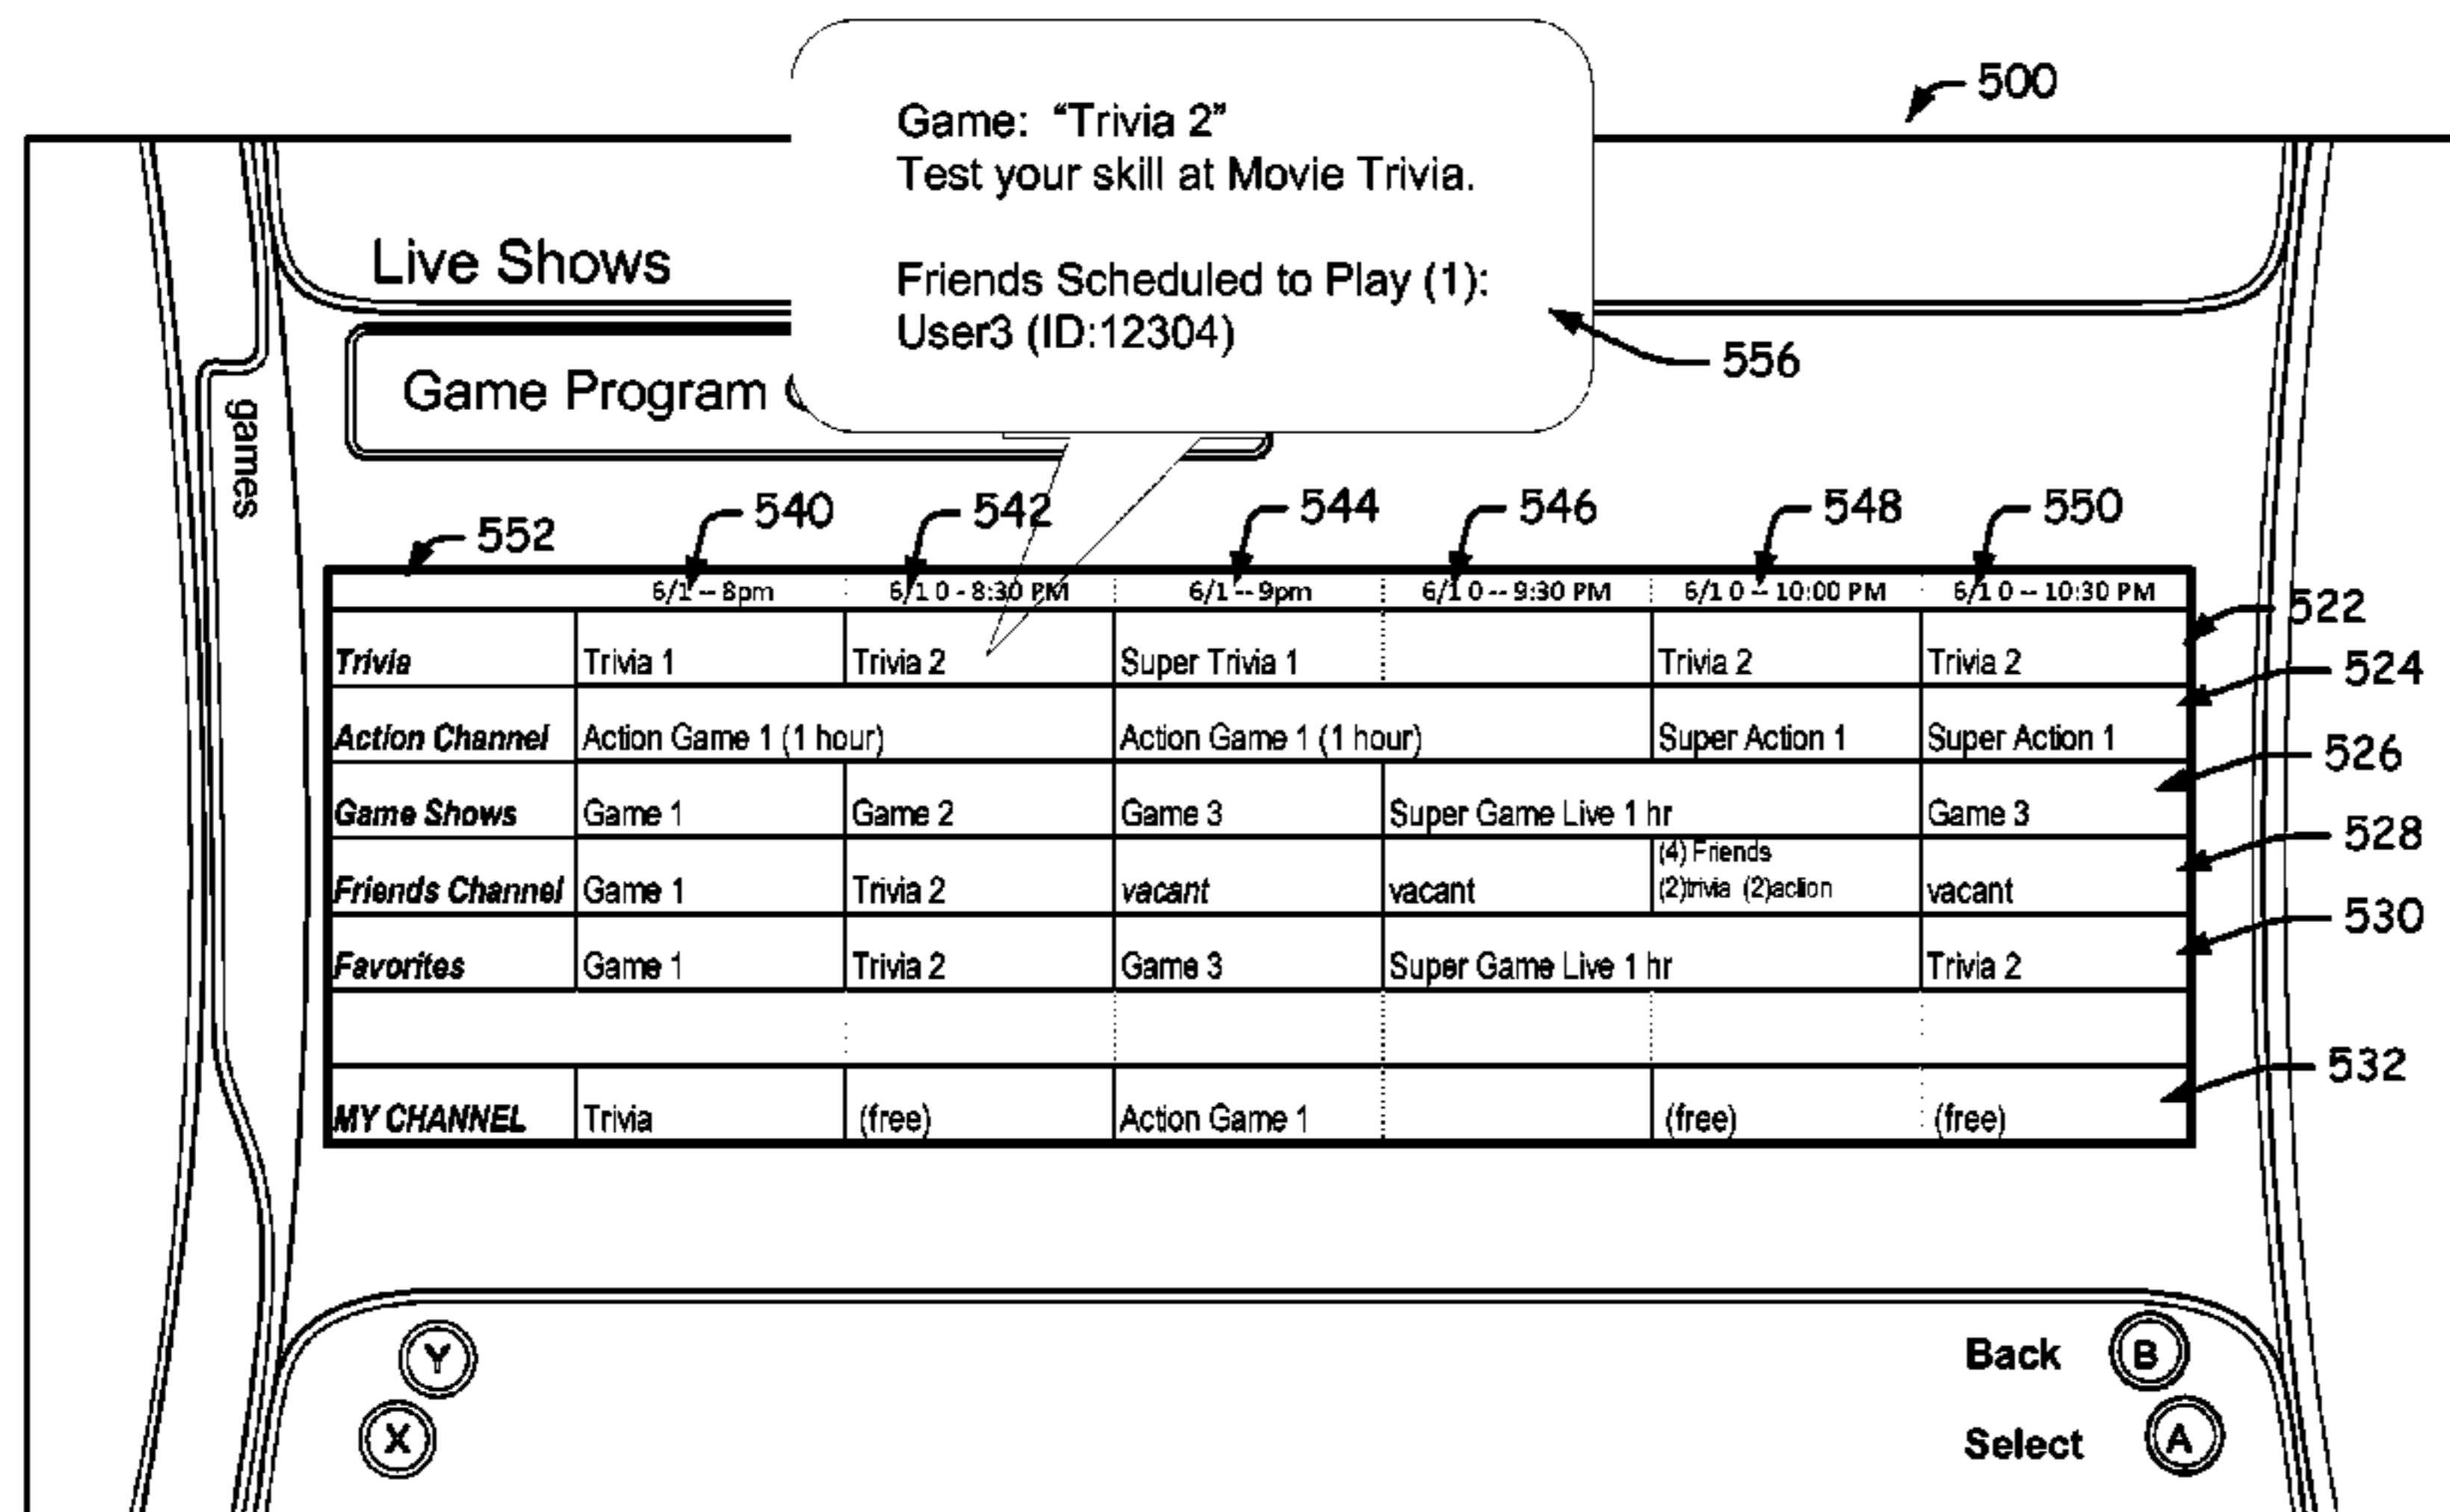 500
Game: “Trivia 2”
Test your skill at Movie Trivia.
Friends Scheduled to Play (1):
User3 (ID:12304)
556
Live Shows
Game Program
games
552 540 542 544 546 548 550
6/1 -- 8pm 6/1 0 - 8:30 PM 6/1 -- 9pm 6/1 0 -- 9:30 PM 6/1 0 -- 10:00 PM 6/1 0 -- 10:30 PM
522
Trivia Trivia 1 Trivia 2 Super Trivia 1 Trivia 2 Trivia 2
524
Action Channel Action Game 1 (1 hour) Action Game 1 (1 hour) Super Action 1 Super Action 1
526
Game Shows Game 1 Game 2 Game 3 Super Game Live 1 hr Game 3
528
(4) Friends
Friends Channel Game 1 Trivia 2 vacant vacant (2)trivia (2)action vacant
530
Favorites Game 1 Trivia 2 Game 3 Super Game Live 1 hr Trivia 2
532
MY CHANNEL Trivia (free) Action Game 1 (free) (free)
Y
Back B
X
Select A